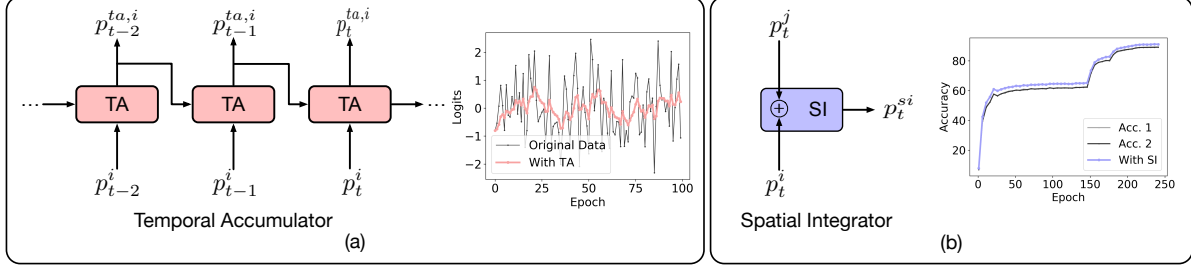 p_{t-2}^{ta,i} p_{t-1}^{ta,i} p_t^{ta,i}
... TA TA TA ...
p_{t-2}^i p_{t-1}^i p_t^i
Temporal Accumulator
2
1
0
−1
−2
Logits
Original Data
With TA
0 25 50 75 100
Epoch
(a)
p_t^j
+ SI p_t^{si}
p_t^i
Spatial Integrator
80
60
40
20
Accuracy
Acc. 1
Acc. 2
With SI
0 50 100 150 200 250
Epoch
(b)